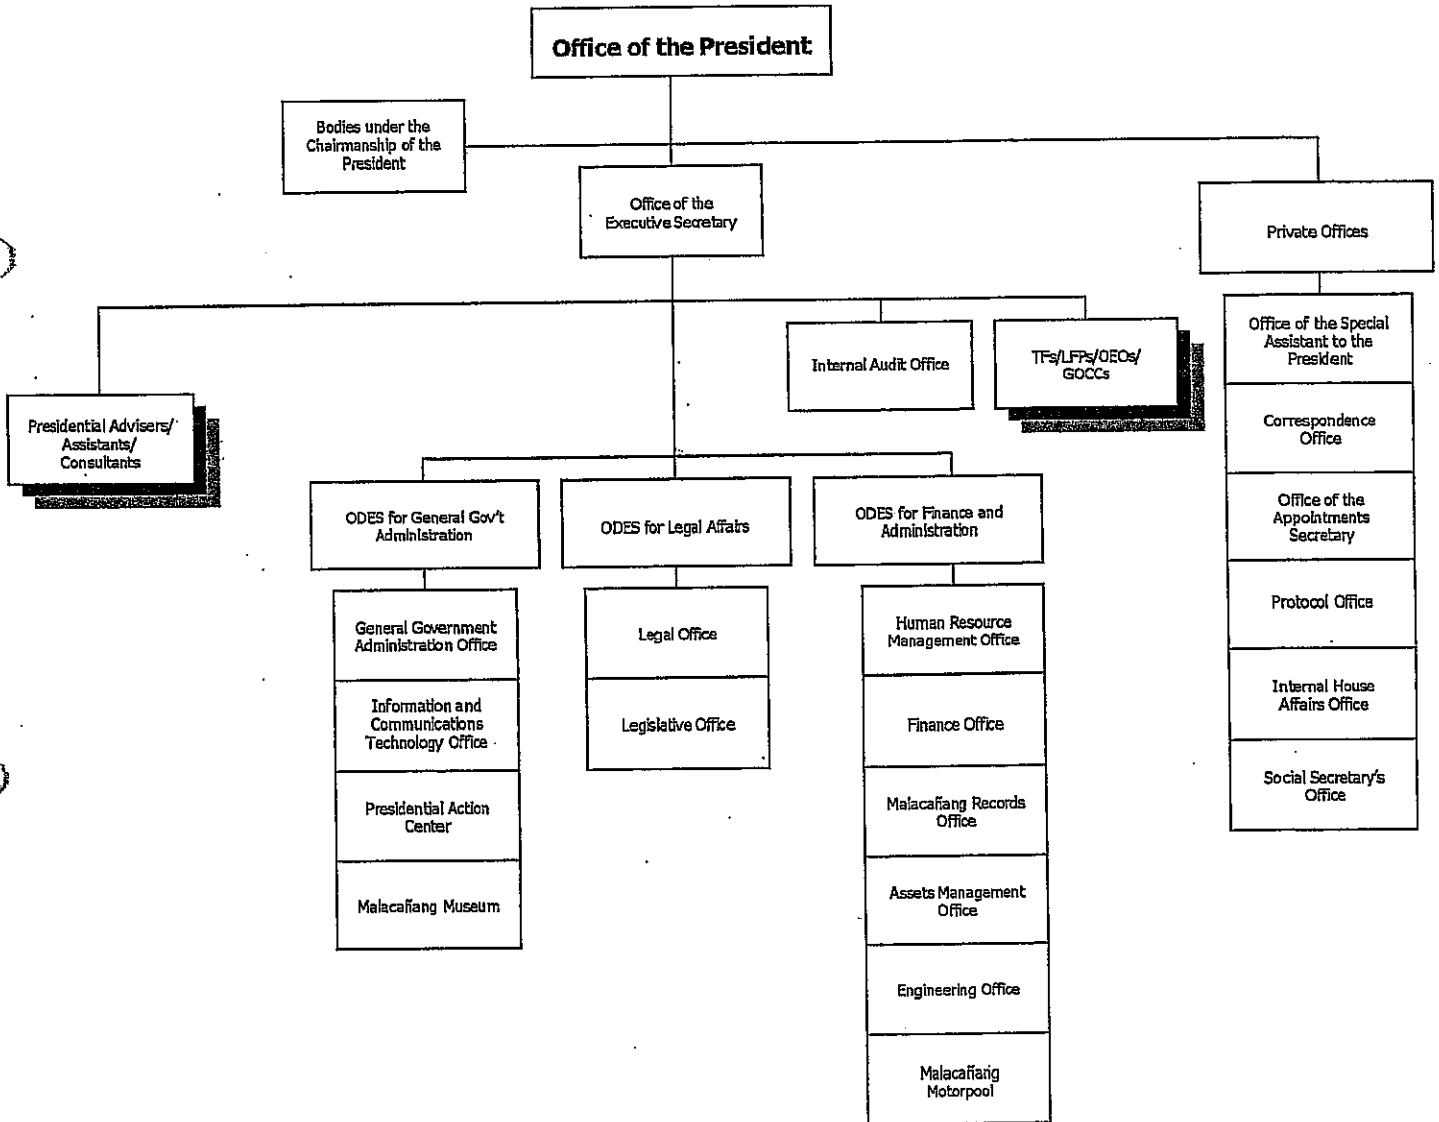 Office of the President
Bodies under the
Chairmanship of the
President
Office of the
Executive Secretary
Private Offices
Internal Audit Office
TFs/LFPs/OEOs/
GOCCs
Presidential Advisers/
Assistants/
Consultants
Office of the Special
Assistant to the
President
Correspondence
Office
Office of the
Appointments
Secretary
Protocol Office
Internal House
Affairs Office
Social Secretary's
Office
ODES for General Gov't
Administration
ODES for Legal Affairs
ODES for Finance and
Administration
General Government
Administration Office
Information and
Communications
Technology Office
Presidential Action
Center
Malacañang Museum
Legal Office
Legislative Office
Human Resource
Management Office
Finance Office
Malacañang Records
Office
Assets Management
Office
Engineering Office
Malacañang
Motorpool